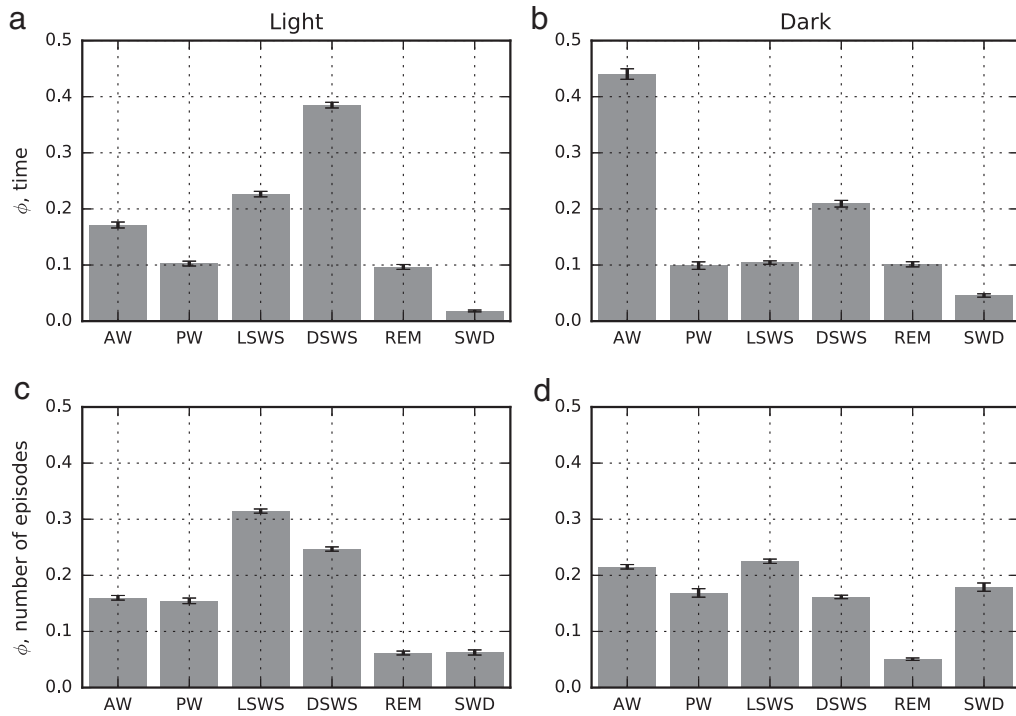 a Light
0.5
0.4
0.3
0.2
0.1
0.0
ϕ, time
AW PW LSWS DSWS REM SWD
b Dark
0.5
0.4
0.3
0.2
0.1
0.0
AW PW LSWS DSWS REM SWD
c
0.5
0.4
0.3
0.2
0.1
0.0
ϕ, number of episodes
AW PW LSWS DSWS REM SWD
d
0.5
0.4
0.3
0.2
0.1
0.0
AW PW LSWS DSWS REM SWD